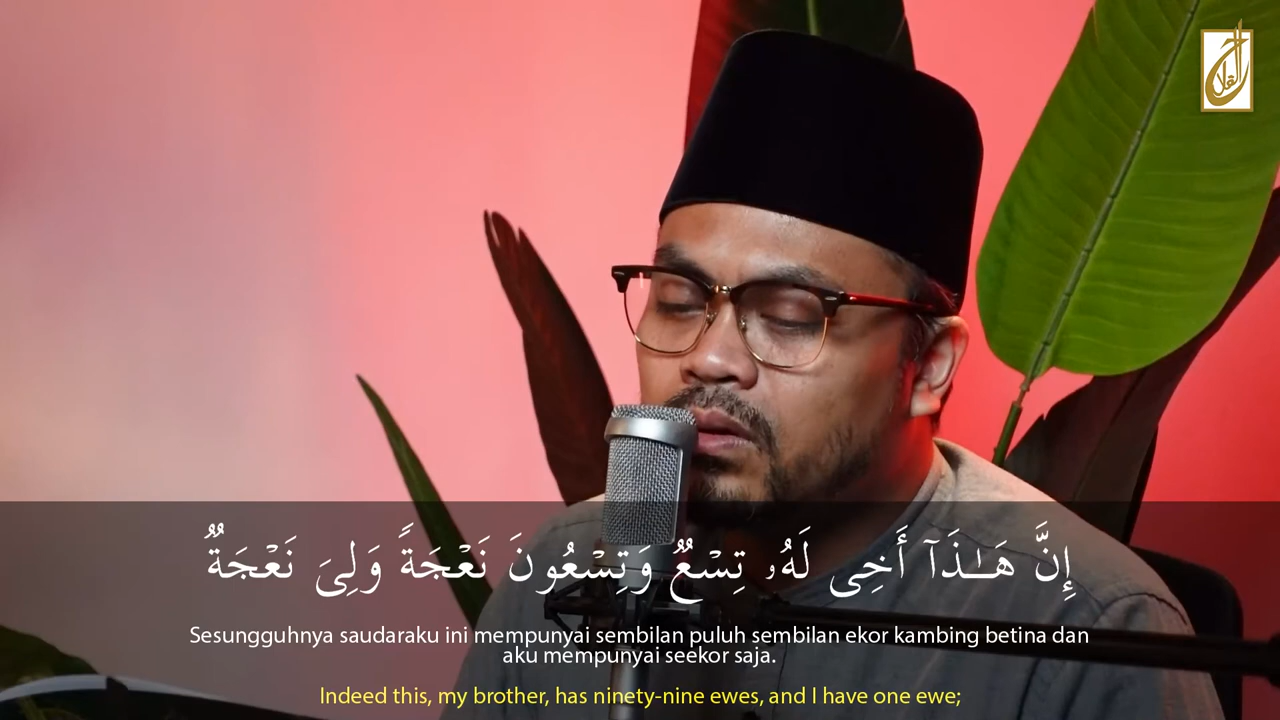 إِنَّ هَـٰذَآ أَخِى لَهُۥ تِسْعٌۭ وَتِسْعُونَ نَعْجَةًۭ وَلِىَ نَعْجَةٌۭ
Sesungguhnya saudaraku ini mempunyai sembilan puluh sembilan ekor kambing betina dan
aku mempunyai seekor saja.
Indeed this, my brother, has ninety-nine ewes, and I have one ewe;